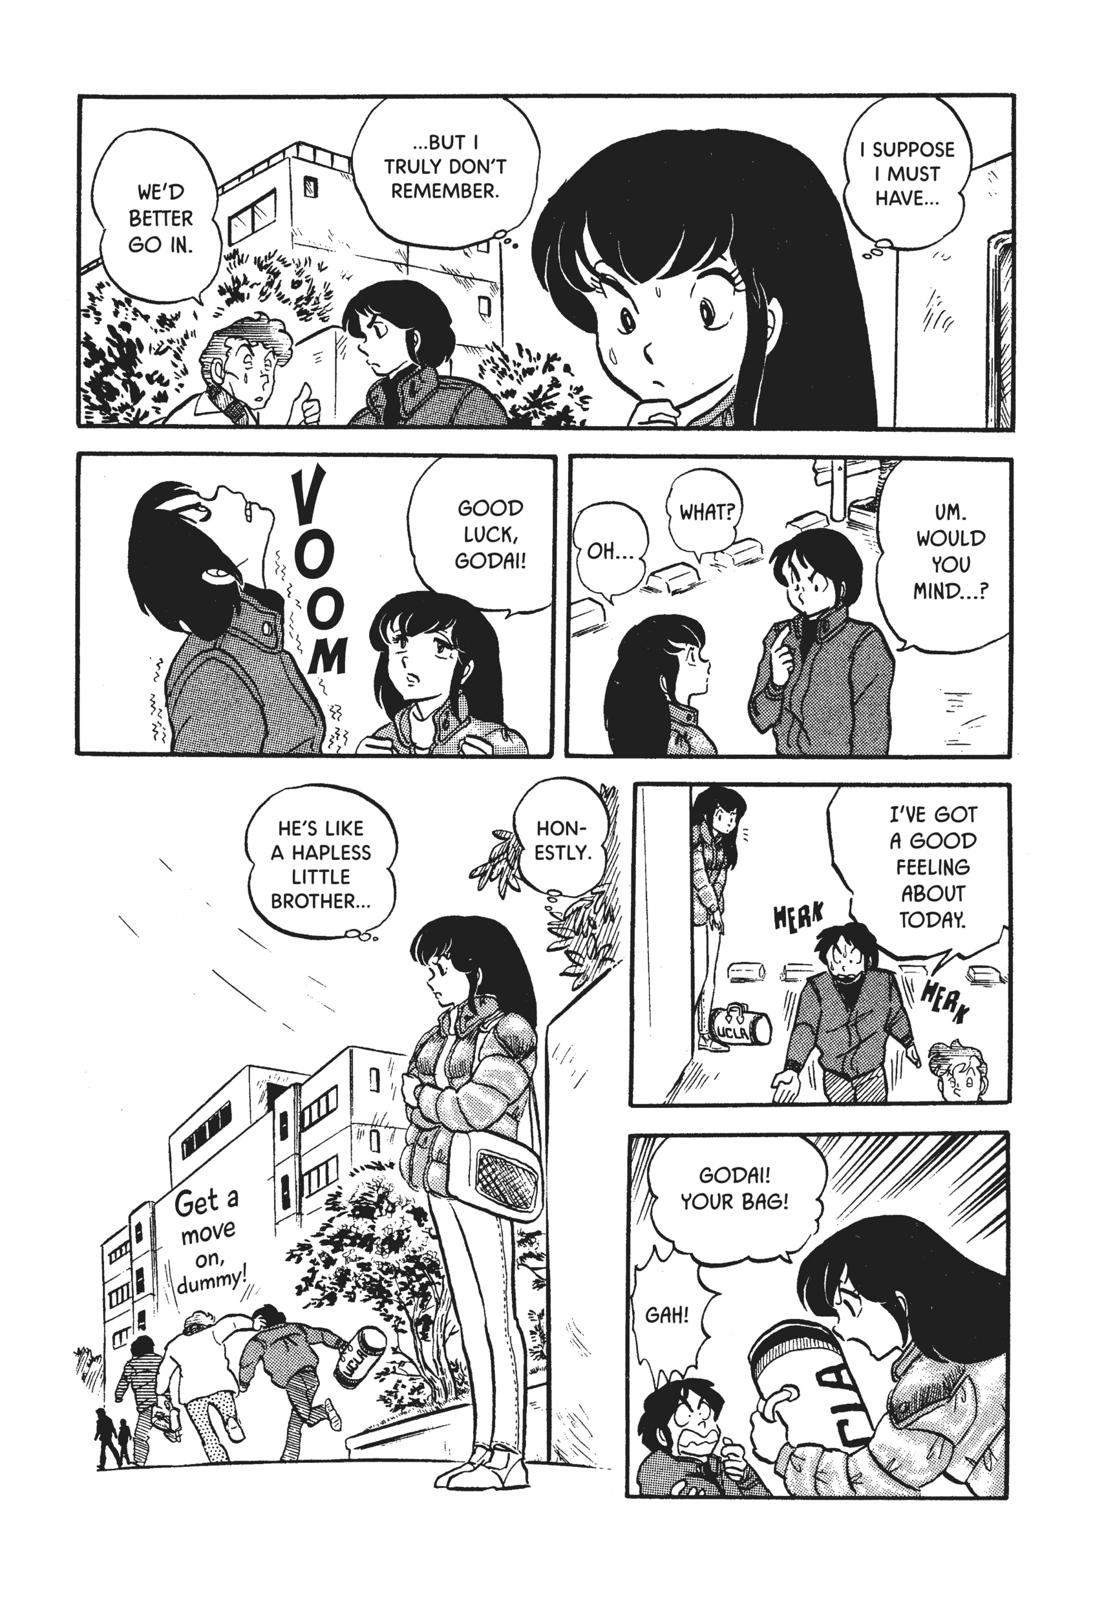 I SUPPOSE
I MUST
HAVE...
...BUT I
TRULY DON'T
REMEMBER.
WE'D
BETTER
GO IN.
UM.
WOULD
YOU
MIND...?
WHAT?
OH...
GOOD
LUCK,
GODAI!
VOOM
I'VE GOT
A GOOD
FEELING
ABOUT
TODAY.
HERK
HERK
UCLA
GODAI!
YOUR BAG!
GAH!
CLA
HON-
ESTLY.
HE'S LIKE
A HAPLESS
LITTLE
BROTHER...
Get a
move
on,
dummy!
UCLA